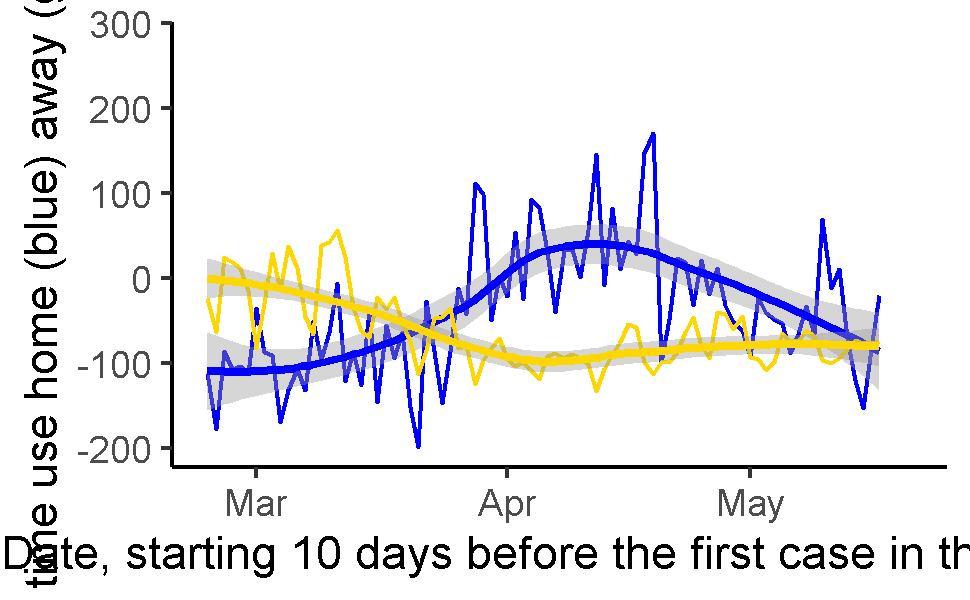 time use home (blue) away (
300
200
100
0
-100
-200
Mar Apr May
Date, starting 10 days before the first case in th